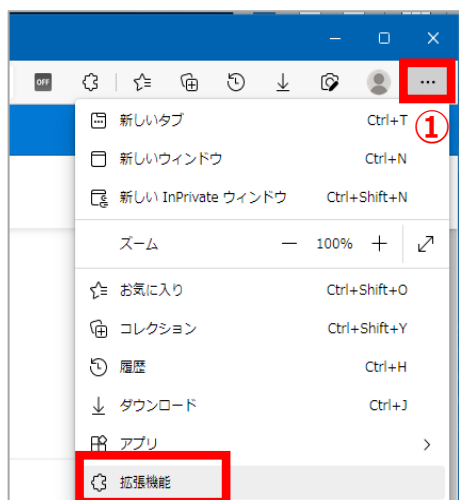 OFF
①
新しいタブ Ctrl+T
新しいウィンドウ Ctrl+N
新しい InPrivate ウィンドウ Ctrl+Shift+N
ズーム 100%
お気に入り Ctrl+Shift+O
コレクション Ctrl+Shift+Y
履歴 Ctrl+H
ダウンロード Ctrl+J
アプリ
拡張機能